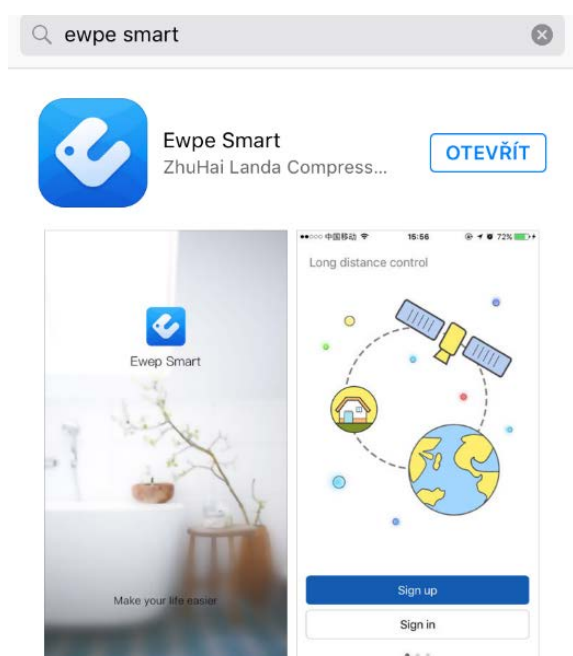 ewpe smart
Ewpe Smart
ZhuHai Landa Compress...
OTEVŘÍT
Ewep Smart
Make your life easier
中国移动 15:56 72%
Long distance control
Sign up
Sign in